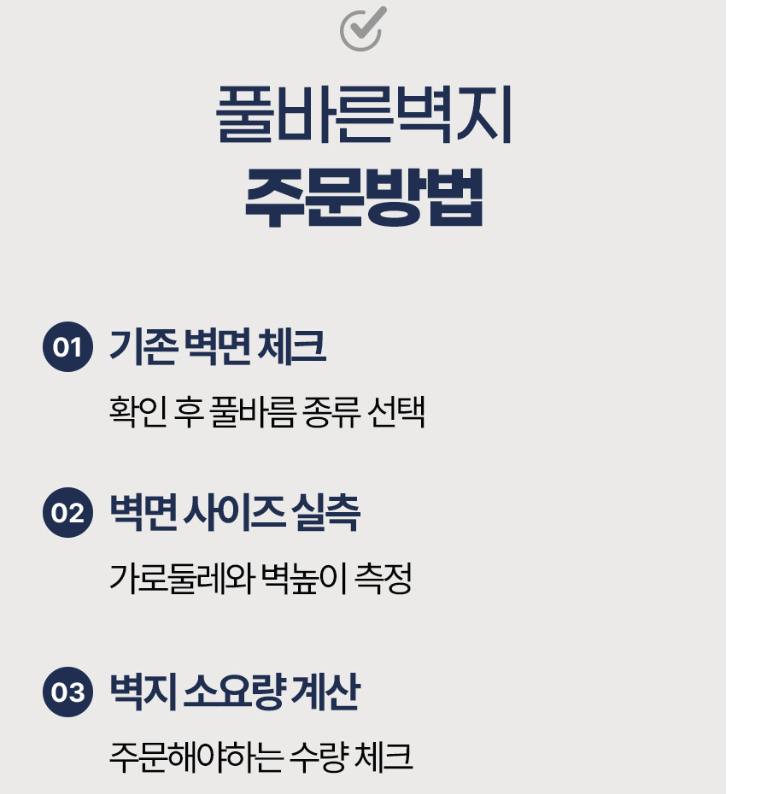 풀바른벽지
주문방법
01 기존 벽면 체크
확인 후 풀바름 종류 선택
02 벽면 사이즈 실측
가로둘레와 벽높이 측정
03 벽지 소요량 계산
주문해야하는 수량 체크